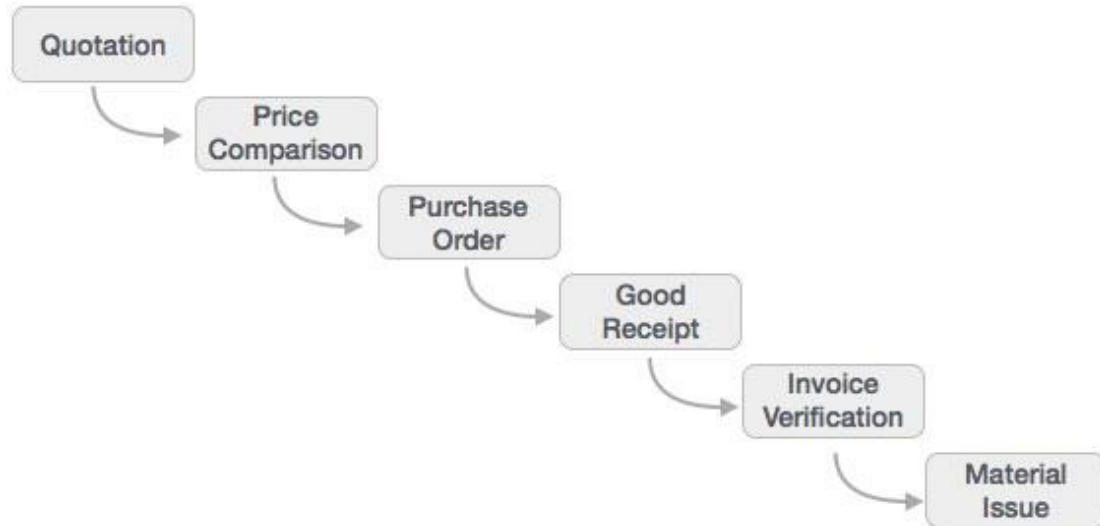 Quotation
Price
Comparison
Purchase
Order
Good
Receipt
Invoice
Verification
Material
Issue